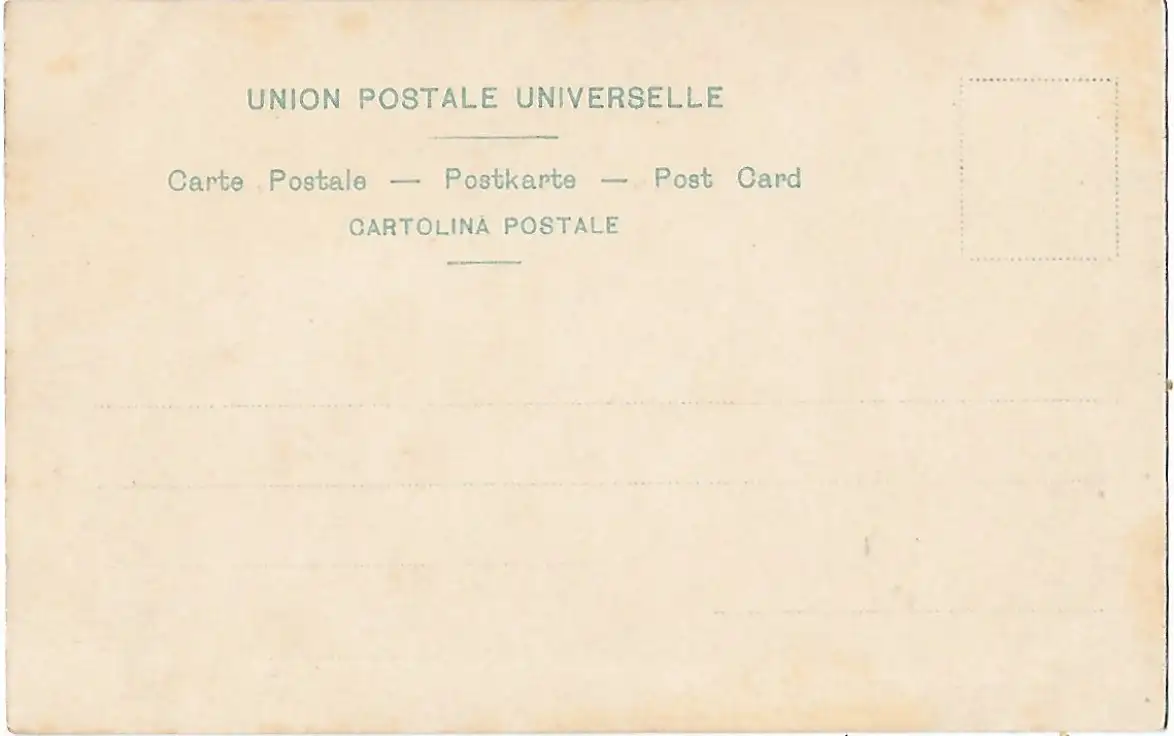 UNION POSTALE UNIVERSELLE
Carte Postale — Postkarte — Post Card
CARTOLINA POSTALE